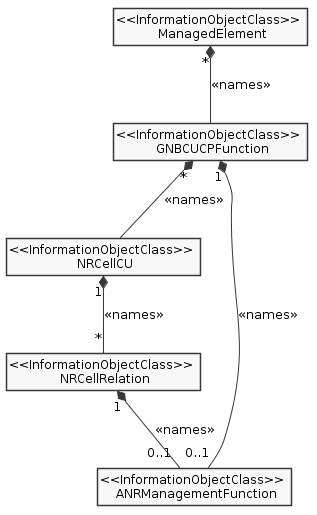 <<InformationObjectClass>>
ManagedElement
*
«names»
<<InformationObjectClass>>
GNBCUCPFunction
*
1
«names»
<<InformationObjectClass>>
NRCellCU
1
«names»
«names»
*
<<InformationObjectClass>>
NRCellRelation
1
«names»
0..1
0..1
<<InformationObjectClass>>
ANRManagementFunction